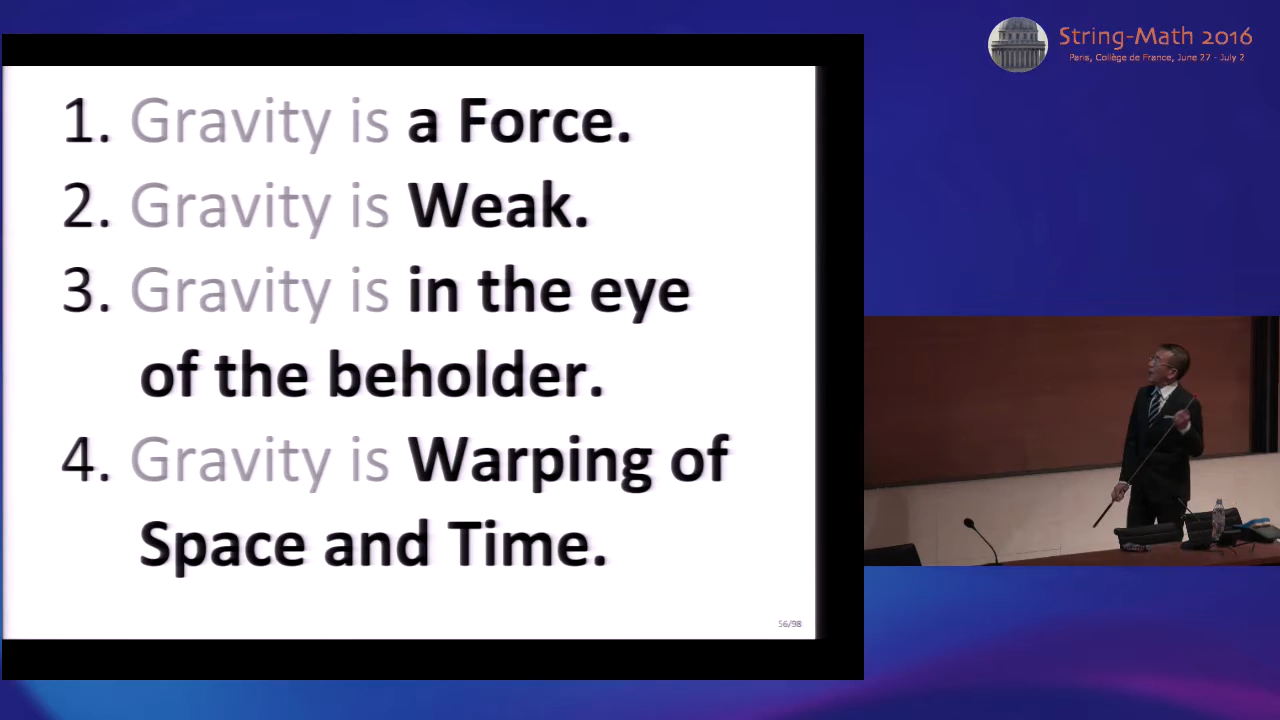 String-Math 2016
Paris, Collège de France, June 27 - July 2
1. Gravity is a Force.
2. Gravity is Weak.
3. Gravity is in the eye
of the beholder.
4. Gravity is Warping of
Space and Time.
56/98